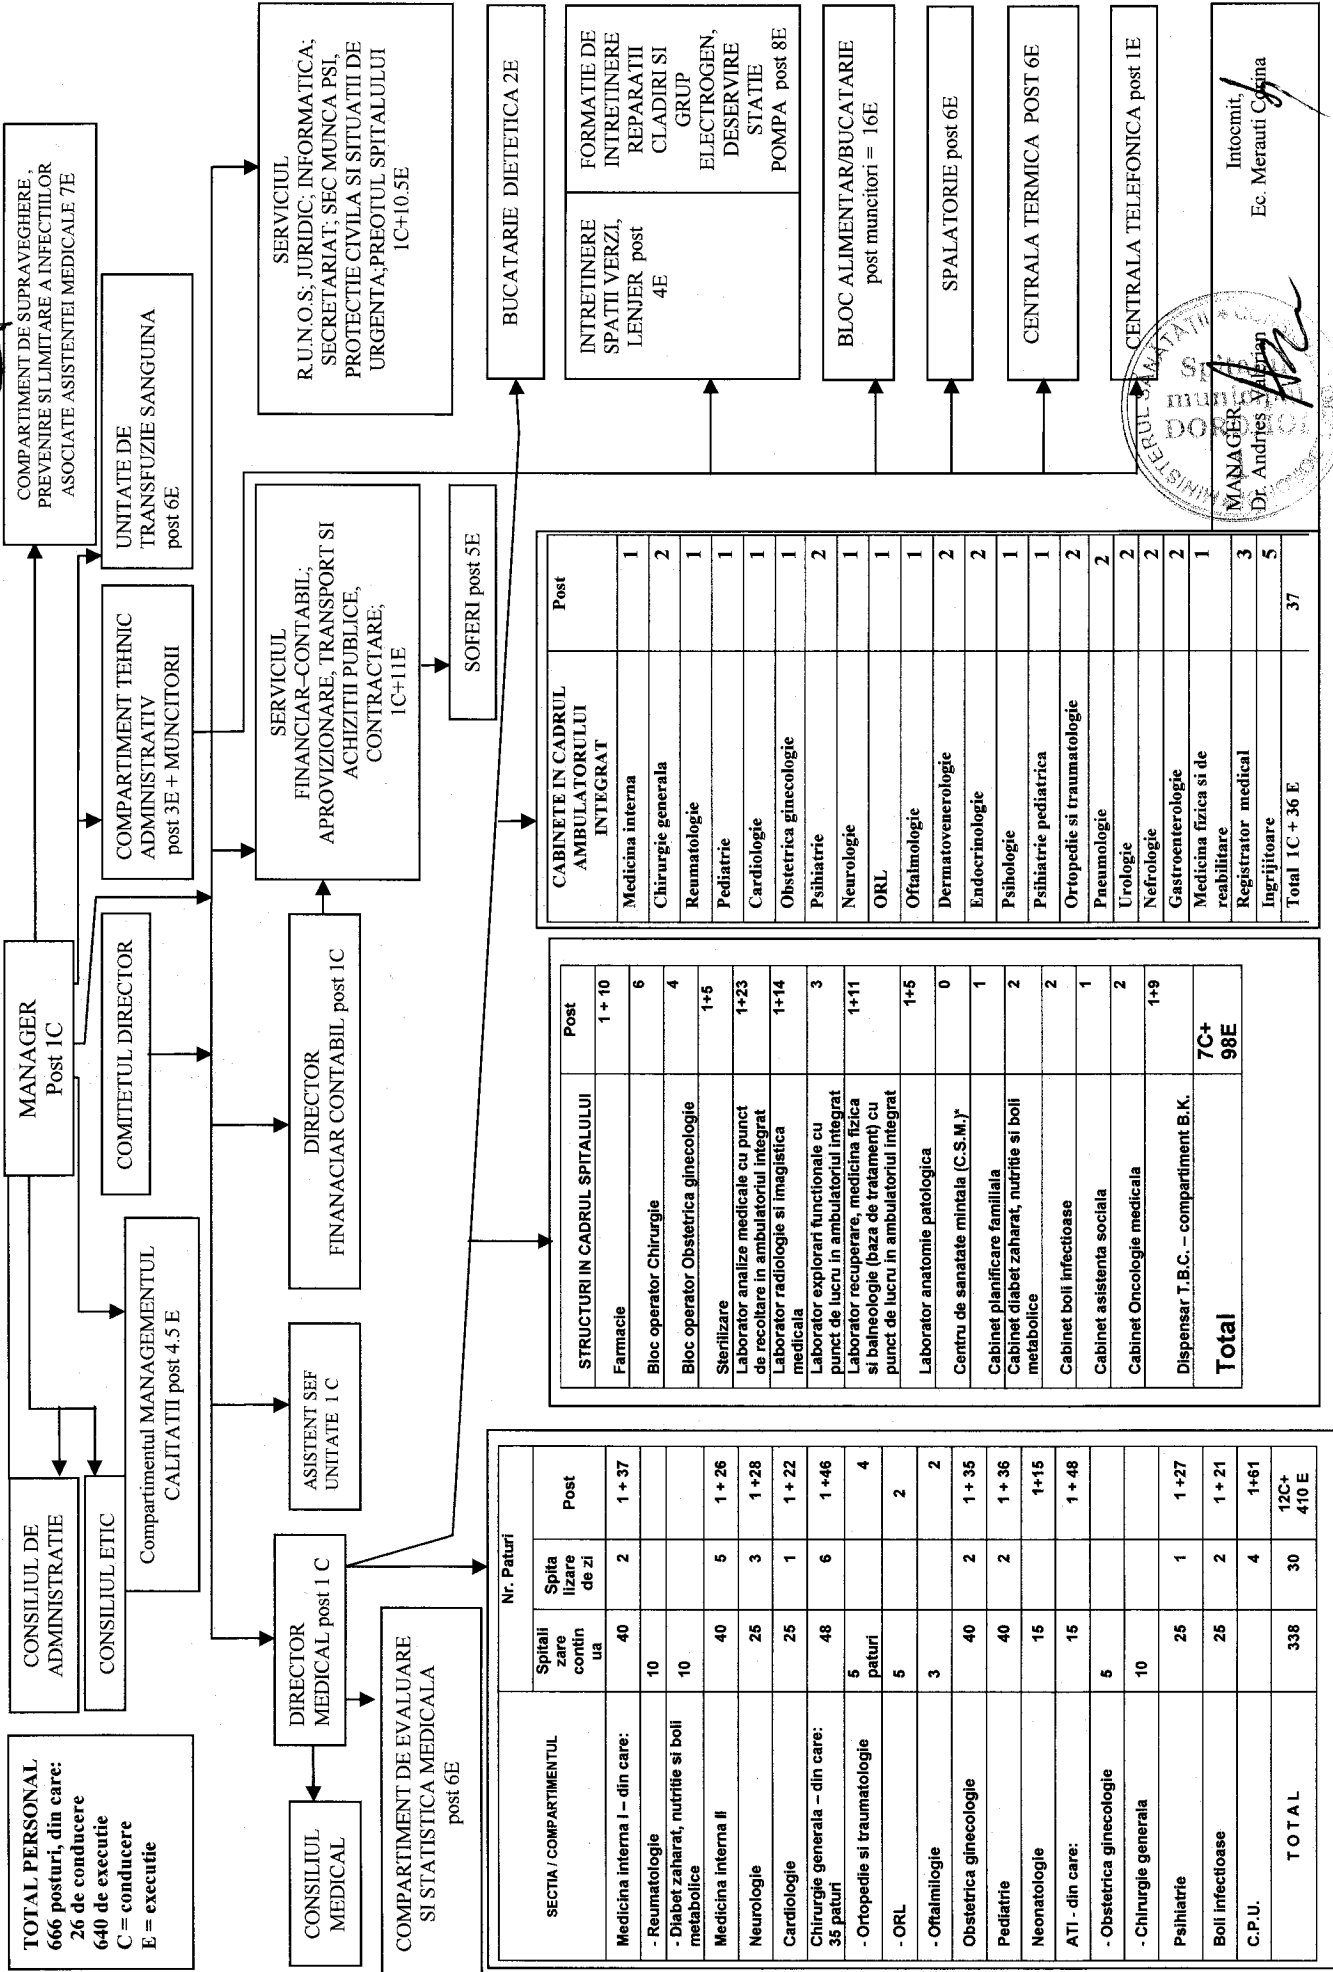 TOTAL PERSONAL
666 posturi, din care:
26 de conducere
640 de executie
C = conducere
E = executie
CONSILIUL DE
ADMINISTRATIE
CONSILIUL ETIC
Compartimentul MANAGEMENTUL
CALITATII post 4.5 E
MANAGER
Post 1C
COMITETUL DIRECTOR
COMPARTIMENT TEHNIC
ADMINISTRATIV
post 3E + MUNCITORII
UNITATE DE
TRANSFUZIE SANGUINA
post 6E
COMPARTIMENT DE SUPRAVEGHERE ,
PREVENIRE SI LIMITARE A INFECTIILOR
ASOCIATE ASISTENTEI MEDICALE 7E
CONSILIUL
MEDICAL
DIRECTOR
MEDICAL post 1 C
ASISTENT SEF
UNITATE 1 C
DIRECTOR
FINANACIAR CONTABIL post 1C
SERVICIUL
FINANCIAR–CONTABIL;
APROVIZIONARE, TRANSPORT SI
ACHIZITII PUBLICE,
CONTRACTARE;
1C+11E
SERVICIUL
R.U.N.O.S; JURIDIC; INFORMATICA;
SECRETARIAT; SEC MUNCA PSI,
PROTECTIE CIVILA SI SITUATII DE
URGENTA;PREOTUL SPITALULUI
1C+10.5E
COMPARTIMENT DE EVALUARE
SI STATISTICA MEDICALA
post 6E
SOFERI post 5E
BUCATARIE DIETETICA 2E
INTRETINERE
SPATII VERZI,
LENJER post
4E
FORMATIE DE
INTRETINERE
REPARATII
CLADIRI SI
GRUP
ELECTROGEN,
DESERVIRE
STATIE
POMPA post 8E
BLOC ALIMENTAR/BUCATARIE
post muncitori = 16E
SPALATORIE post 6E
CENTRALA TERMICA POST 6E
CENTRALA TELEFONICA post 1E
SECTIA / COMPARTIMENTUL
Nr. Paturi
Spitali
zare
contin
ua
Spita
lizare
de zi
Post
Medicina interna I – din care: 40 2 1 + 37
- Reumatologie 10
- Diabet zaharat, nutritie si boli
metabolice 10
Medicina interna II 40 5 1 + 26
Neurologie 25 3 1 +28
Cardiologie 25 1 1 + 22
Chirurgie generala – din care:
35 paturi 48 6 1 +46
- Ortopedie si traumatologie 5
paturi 4
- ORL 5 2
- Oftalmilogie 3 2
Obstetrica ginecologie 40 2 1 + 35
Pediatrie 40 2 1 + 36
Neonatologie 15 1+15
ATI - din care: 15 1 + 48
- Obstetrica ginecologie 5
- Chirurgie generala 10
Psihiatrie 25 1 1 +27
Boli infectioase 25 2 1 + 21
C.P.U. 4 1+61
T O T A L 338 30 12C+
410 E
STRUCTURI IN CADRUL SPITALULUI Post
Farmacie 1 + 10
Bloc operator Chirurgie 6
Bloc operator Obstetrica ginecologie 4
Sterilizare 1+5
Laborator analize medicale cu punct
de recoltare in ambulatoriul integrat 1+23
Laborator radiologie si imagistica
medicala 1+14
Laborator explorari functionale cu
punct de lucru in ambulatoriul integrat 3
Laborator recuperare, medicina fizica
si balneologie (baza de tratament) cu
punct de lucru in ambulatoriul integrat 1+11
Laborator anatomie patologica 1+5
Centru de sanatate mintala (C.S.M.)* 0
Cabinet planificare familiala 1
Cabinet diabet zaharat, nutritie si boli
metabolice 2
Cabinet boli infectioase 2
Cabinet asistenta sociala 1
Cabinet Oncologie medicala 2
Dispensar T.B.C. – compartiment B.K. 1+9
Total 7C+
98E
CABINETE IN CADRUL
AMBULATORULUI
INTEGRAT
Post
Medicina interna 1
Chirurgie generala 2
Reumatologie 1
Pediatrie 1
Cardiologie 1
Obstetrica ginecologie 1
Psihiatrie 2
Neurologie 1
ORL 1
Oftalmologie 1
Dermatovenerologie 2
Endocrinologie 2
Psihologie 1
Psihiatrie pediatrica 1
Ortopedie si traumatologie 2
Pneumologie 2
Urologie 2
Nefrologie 2
Gastroenterologie 2
Medicina fizica si de
reabilitare 1
Registrator medical 3
Ingrijitoare 5
Total 1C + 36 E 37
MANAGER
Dr. Andries Valerian
Intocmit,
Ec. Merauti Corina
MINISTERUL SANATATII
Spitalul
municipal
DOROHOI